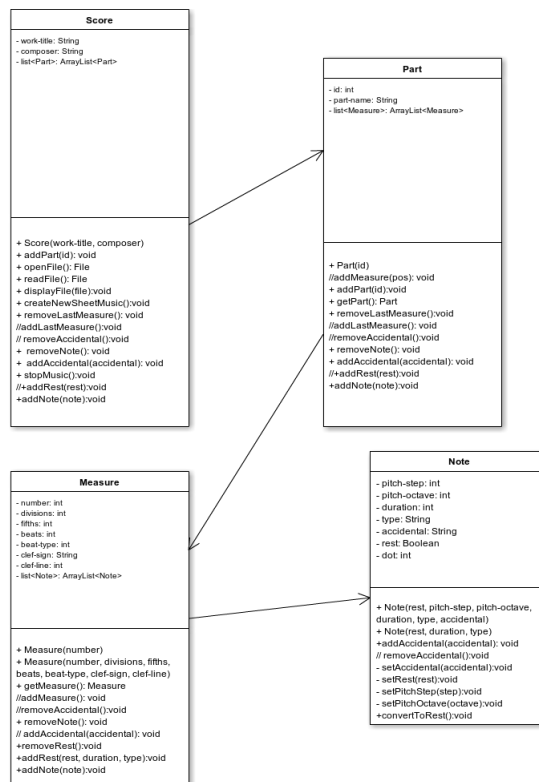 Score
- work-title: String
- composer: String
- list<Part>: ArrayList<Part>
+ Score(work-title, composer)
+ addPart(id): void
+ openFile(): File
+ readFile(): File
+ displayFile(file):void
+ createNewSheetMusic():void
+ removeLastMeasure(): void
//addLastMeasure(): void
// removeAccidental():void
+  removeNote(): void
+  addAccidental(accidental): void
+ stopMusic():void
//+addRest(rest):void
+addNote(note):void
Part
- id: int
- part-name: String
- list<Measure>: ArrayList<Measure>
+ Part(id)
//addMeasure(pos): void
+ addPart(id):void
+ getPart(): Part
+ removeLastMeasure():void
//addLastMeasure(): void
//removeAccidental():void
+ removeNote(): void
+ addAccidental(accidental): void
//+addRest(rest):void
+addNote(note):void
Measure
- number: int
- divisions: int
- fifths: int
- beats: int
- beat-type: int
- clef-sign: String
- clef-line: int
- list<Note>: ArrayList<Note>
+ Measure(number)
+ Measure(number, divisions, fifths,
beats, beat-type, clef-sign, clef-line)
+ getMeasure(): Measure
//addMeasure(): void
//removeAccidental():void
+ removeNote(): void
// addAccidental(accidental): void
+removeRest():void
+addRest(rest, duration, type):void
+addNote(note):void
Note
- pitch-step: int
- pitch-octave: int
- duration: int
- type: String
- accidental: String
- rest: Boolean
- dot: int
+ Note(rest, pitch-step, pitch-octave,
duration, type, accidental)
+ Note(rest, duration, type)
+addAccidental(accidental): void
// removeAccidental():void
- setAccidental(accidental):void
- setRest(rest):void
- setPitchStep(step):void
- setPitchOctave(octave):void
+convertToRest():void